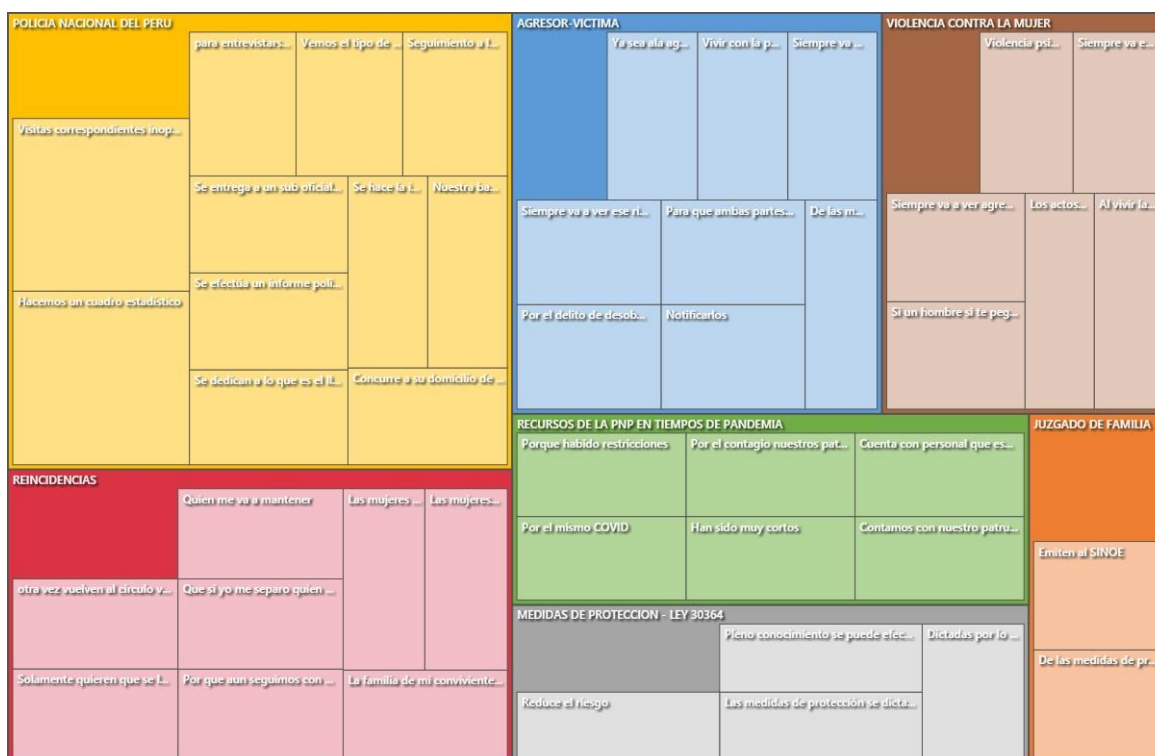 POLICIA NACIONAL DEL PERU
para entrevistars...
Vemos el tipo de ...
Seguimiento a t...
Visitas correspondientes inop...
Se entrega a un sub oficial...
Se hace la t...
Nuestra ba...
Se efectúa un informe poli...
Hacemos un cuadro estadístico
Se dedican a lo que es el ll...
Concurre a su domicilio de ...
AGRESOR-VICTIMA
Ya sea ala ag...
Vivir con la p...
Siempre va ...
Siempre va a ver ese ri...
Para que ambas partes...
De las m...
Por el delito de desob...
Notificarlos
VIOLENCIA CONTRA LA MUJER
Violencia psi...
Siempre va e...
Siempre va a ver agre...
Los actos...
Al vivir la...
Si un hombre si te peg...
REINCIDENCIAS
Quien me va a mantener
Las mujeres ...
Las mujeres...
otra vez vuelven al círculo v...
Que si yo me separo quien ...
Solamente quieren que se l...
Por que aun seguimos con ...
La familia de mi conviviente...
RECURSOS DE LA PNP EN TIEMPOS DE PANDEMIA
Porque habido restricciones
Por el contagio nuestros pat...
Cuenta con personal que es...
Por el mismo COVID
Han sido muy cortos
Contamos con nuestro patru...
JUZGADO DE FAMILIA
Emiten al SINOE
De las medidas de pr...
MEDIDAS DE PROTECCION - LEY 30364
Pleno conocimiento se puede efec...
Dictadas por lo ...
Reduce el riesgo
Las medidas de protección se dicta...